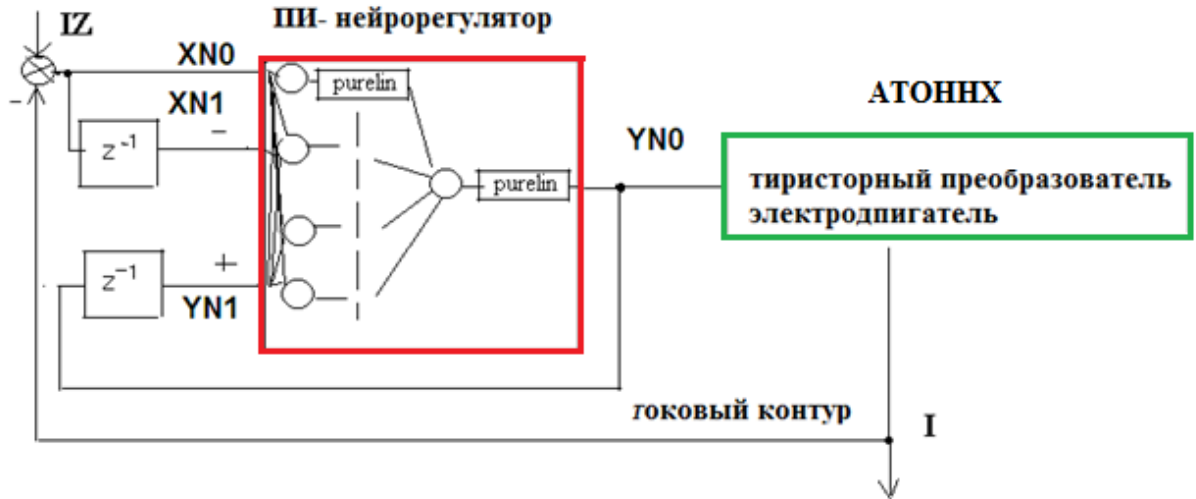 IZ
ПИ- нейрорегулятор
XN0
purelin
АТОННХ
XN1
-
-
z⁻¹
YN0
purelin
тиристорный преобразователь
электродпигатель
z⁻¹
+
YN1
токовый контур
I